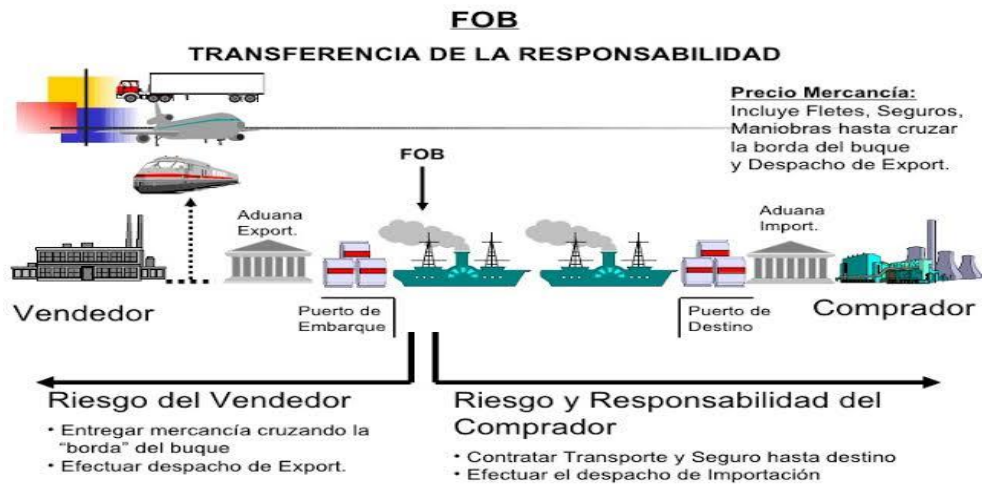 FOB
TRANSFERENCIA DE LA RESPONSABILIDAD
Precio Mercancía:
Incluye Fletes, Seguros,
Maniobras hasta cruzar
la borda del buque
y Despacho de Export.
FOB
Aduana
Export.
Aduana
Import.
Vendedor
Puerto de
Embarque
Puerto de
Destino
Comprador
Riesgo del Vendedor
• Entregar mercancía cruzando la
"borda" del buque
• Efectuar despacho de Export.
Riesgo y Responsabilidad del
Comprador
• Contratar Transporte y Seguro hasta destino
• Efectuar el despacho de Importación